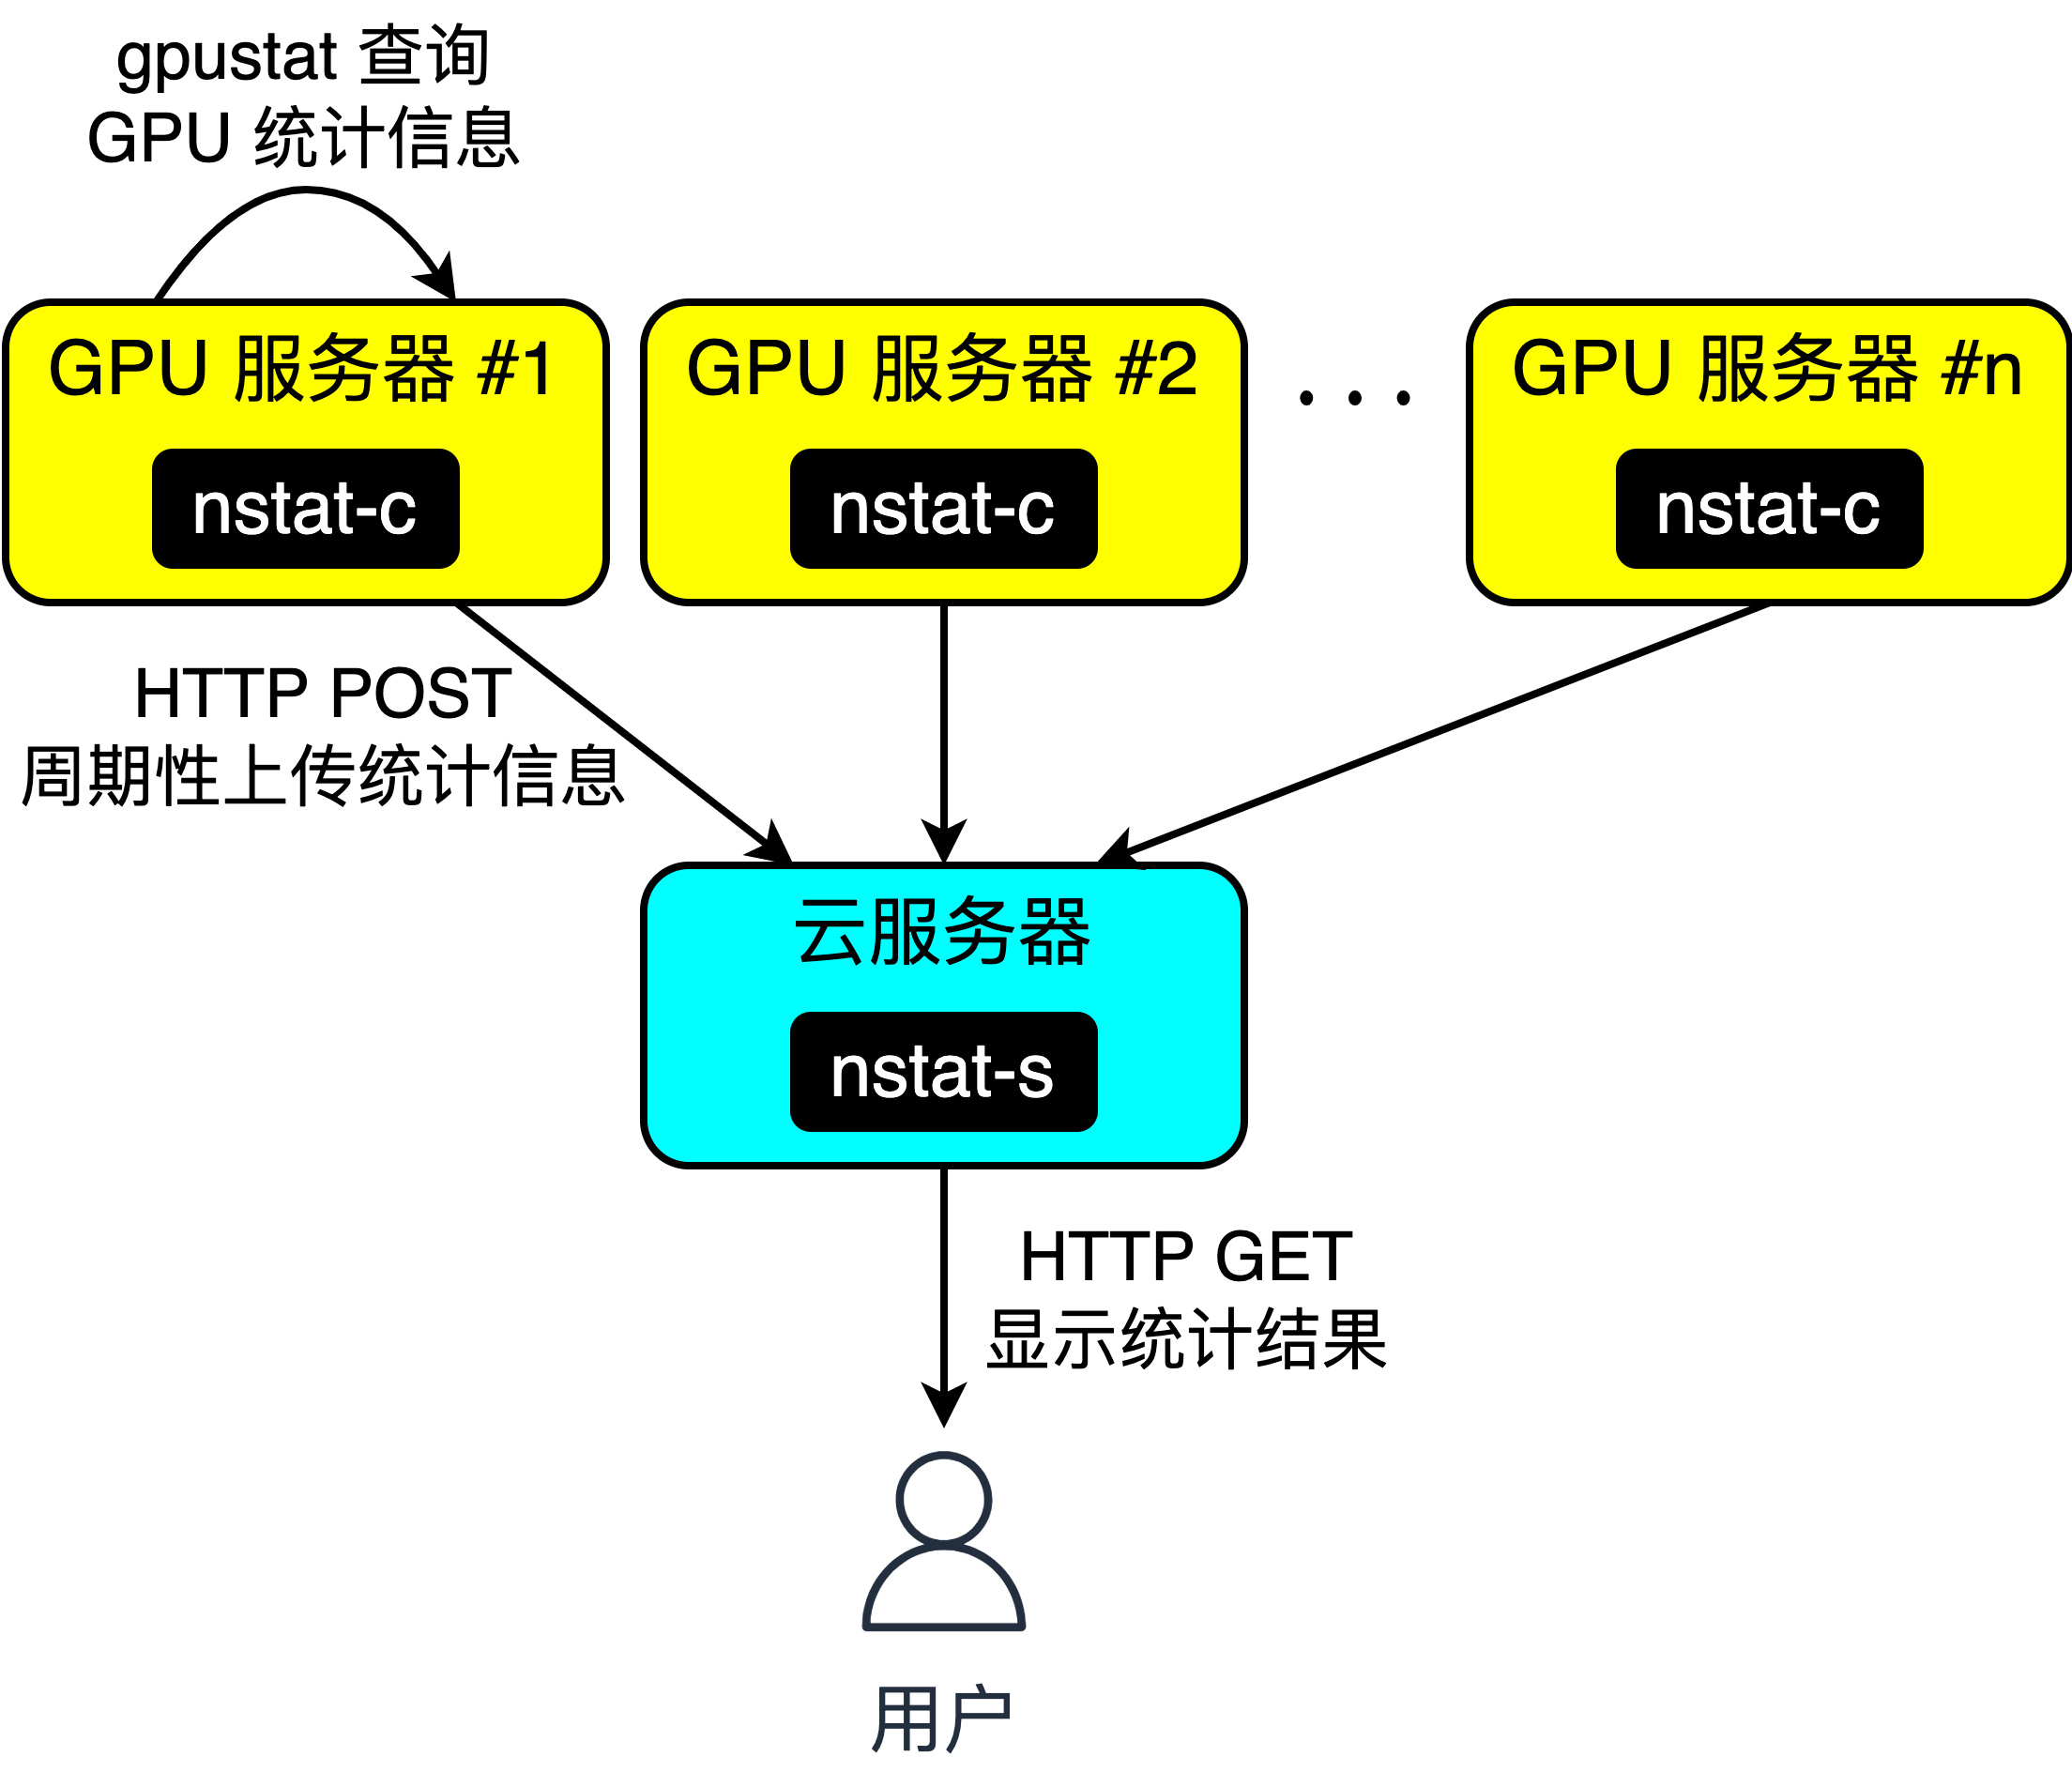 gpustat 查询
GPU 统计信息
GPU 服务器 #1
nstat-c
GPU 服务器 #2
nstat-c
. . .
GPU 服务器 #n
nstat-c
HTTP POST
周期性上传统计信息
云服务器
nstat-s
HTTP GET
显示统计结果
用户